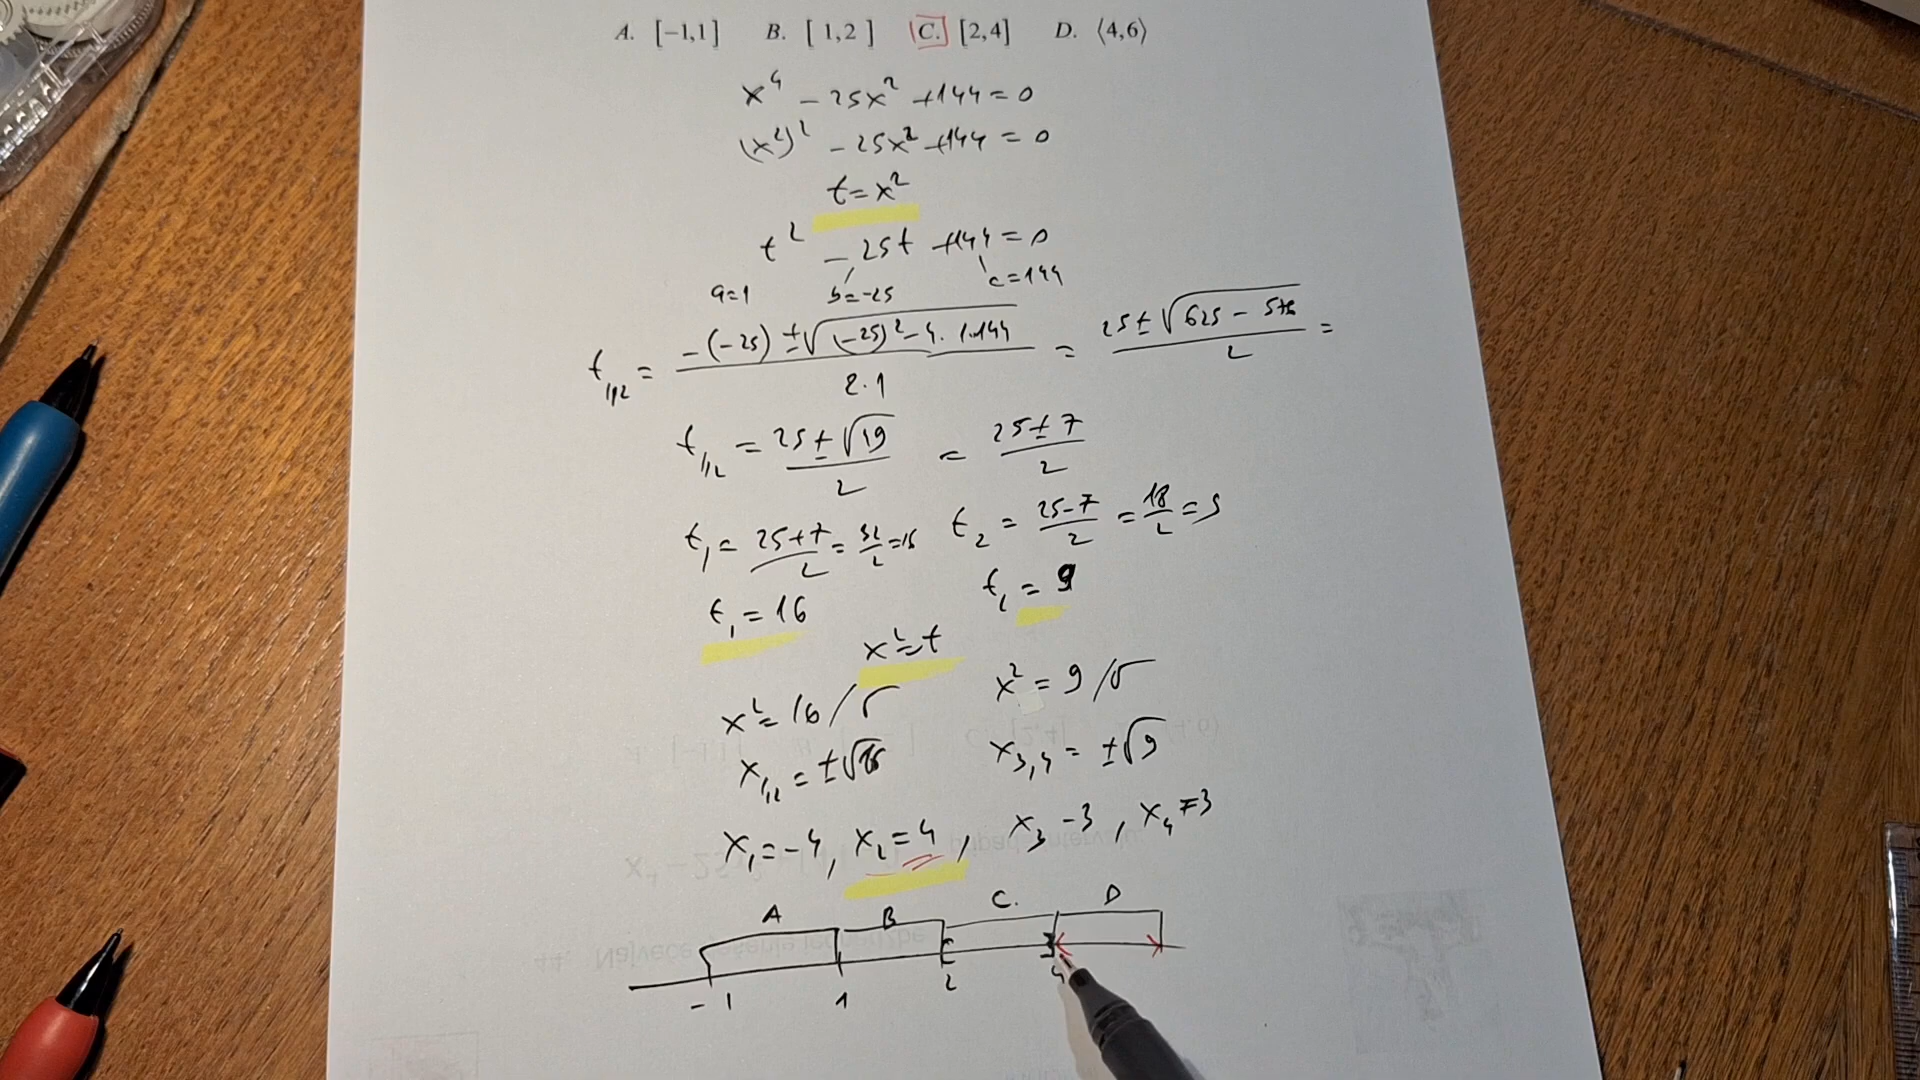 A. [−1,1] B. [ 1,2 ] C. [2,4] D. ⟨4,6⟩
x⁴ − 25x² + 144 = 0
(x²)² − 25x² + 144 = 0
t = x²
t² − 25t + 144 = 0
a=1 b=−25 c=144
t₁,₂ = (−(−25) ± √((−25)² − 4 · 1 · 144)) / (2 · 1) = (25 ± √(625 − 576)) / 2 =
t₁/₂ = (25 ± √49) / 2 = (25 ± 7) / 2
t₁ = (25+7)/2 = 32/2 = 16 t₂ = (25−7)/2 = 18/2 = 9
t₁ = 16 t₂ = 9
x² = t
x² = 16 /√ x² = 9 /√
x₁,₂ = ±√16 x₃,₄ = ±√9
x₁ = −4, x₂ = 4, x₃ −3, x₄ = 3
A B C. D
−1 1 2 4